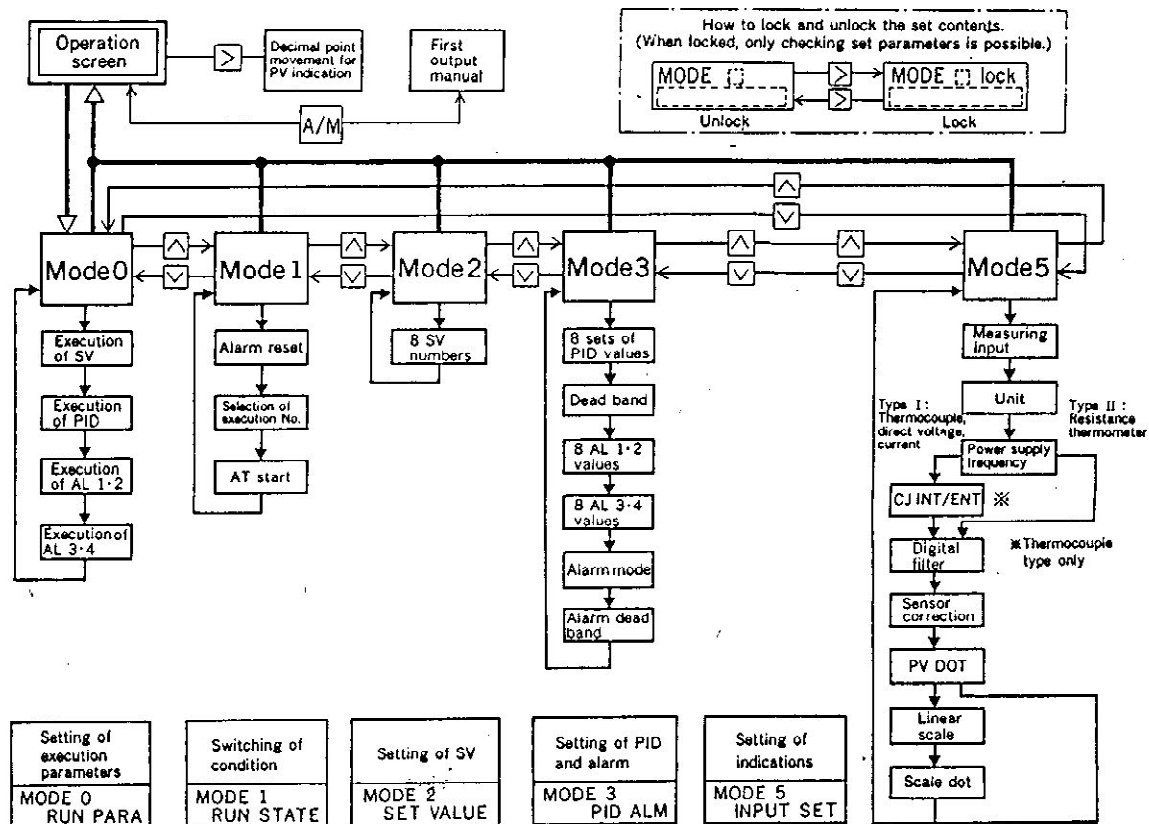 Operation
screen
>
Decimal point
movement for
PV indication
First
output
manual
A/M
How to lock and unlock the set contents.
(When locked, only checking set parameters is possible.)
MODE
>
MODE lock
>
Unlock
Lock
Mode0
Mode1
Mode2
Mode3
Mode5
Execution
of SV
Execution
of PID
Execution
of AL 1·2
Execution of
AL 3·4
Alarm reset
Selection of
execution No.
AT start
8 SV
numbers
8 sets of
PID values
Dead band
8 AL 1·2
values
8 AL 3·4
values
Alarm mode
Alarm dead
band
Measuring
input
Unit
Type I :
Thermocouple,
direct voltage,
current
Type II :
Resistance
thermometer
Power supply
frequency
CJ INT/ENT ※
Digital
filter
※Thermocouple
type only
Sensor
correction
PV DOT
Linear
scale
Scale dot
Setting of
execution
parameters
MODE 0
RUN PARA
Switching of
condition
MODE 1
RUN STATE
Setting of SV
MODE 2
SET VALUE
Setting of PID
and alarm
MODE 3
PID ALM
Setting of
indications
MODE 5
INPUT SET